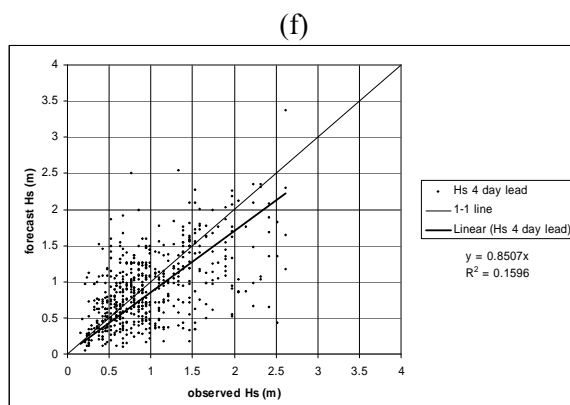 (f)
4
3.5
3
2.5
2
1.5
1
0.5
0
0 0.5 1 1.5 2 2.5 3 3.5 4
forecast Hs (m)
observed Hs (m)
Hs 4 day lead
1-1 line
Linear (Hs 4 day lead)
y = 0.8507x
R² = 0.1596